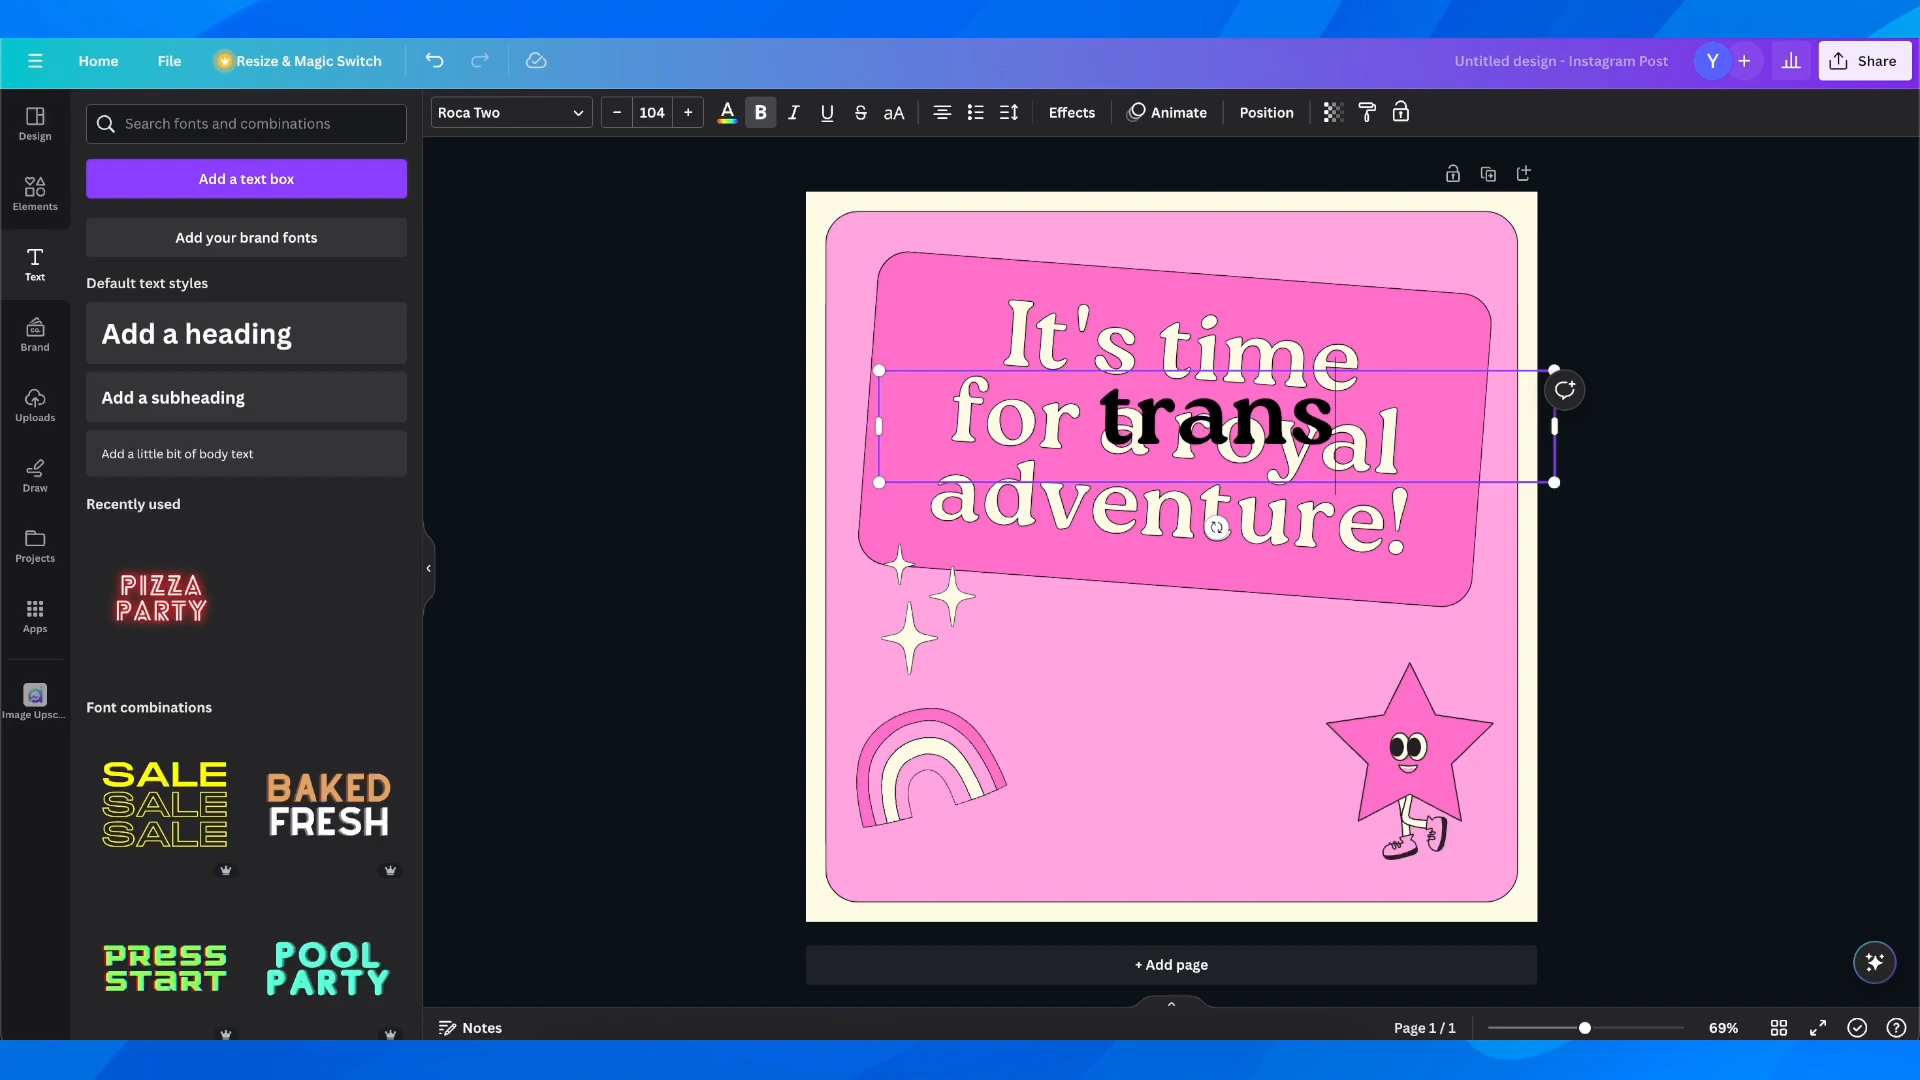 Home File Resize & Magic Switch Untitled design - Instagram Post Y Share
Roca Two 104 A B I U S aA Effects Animate Position
Design
Elements
Text
Brand
Uploads
Draw
Projects
Apps
Image Upsc...
Search fonts and combinations
Add a text box
Add your brand fonts
Default text styles
Add a heading
Add a subheading
Add a little bit of body text
Recently used
PIZZA
PARTY
Font combinations
SALE
SALE
SALE
BAKED
FRESH
PRESS
START
POOL
PARTY
It's time
for a royal
adventure!
trans
+ Add page
Notes Page 1 / 1 69%